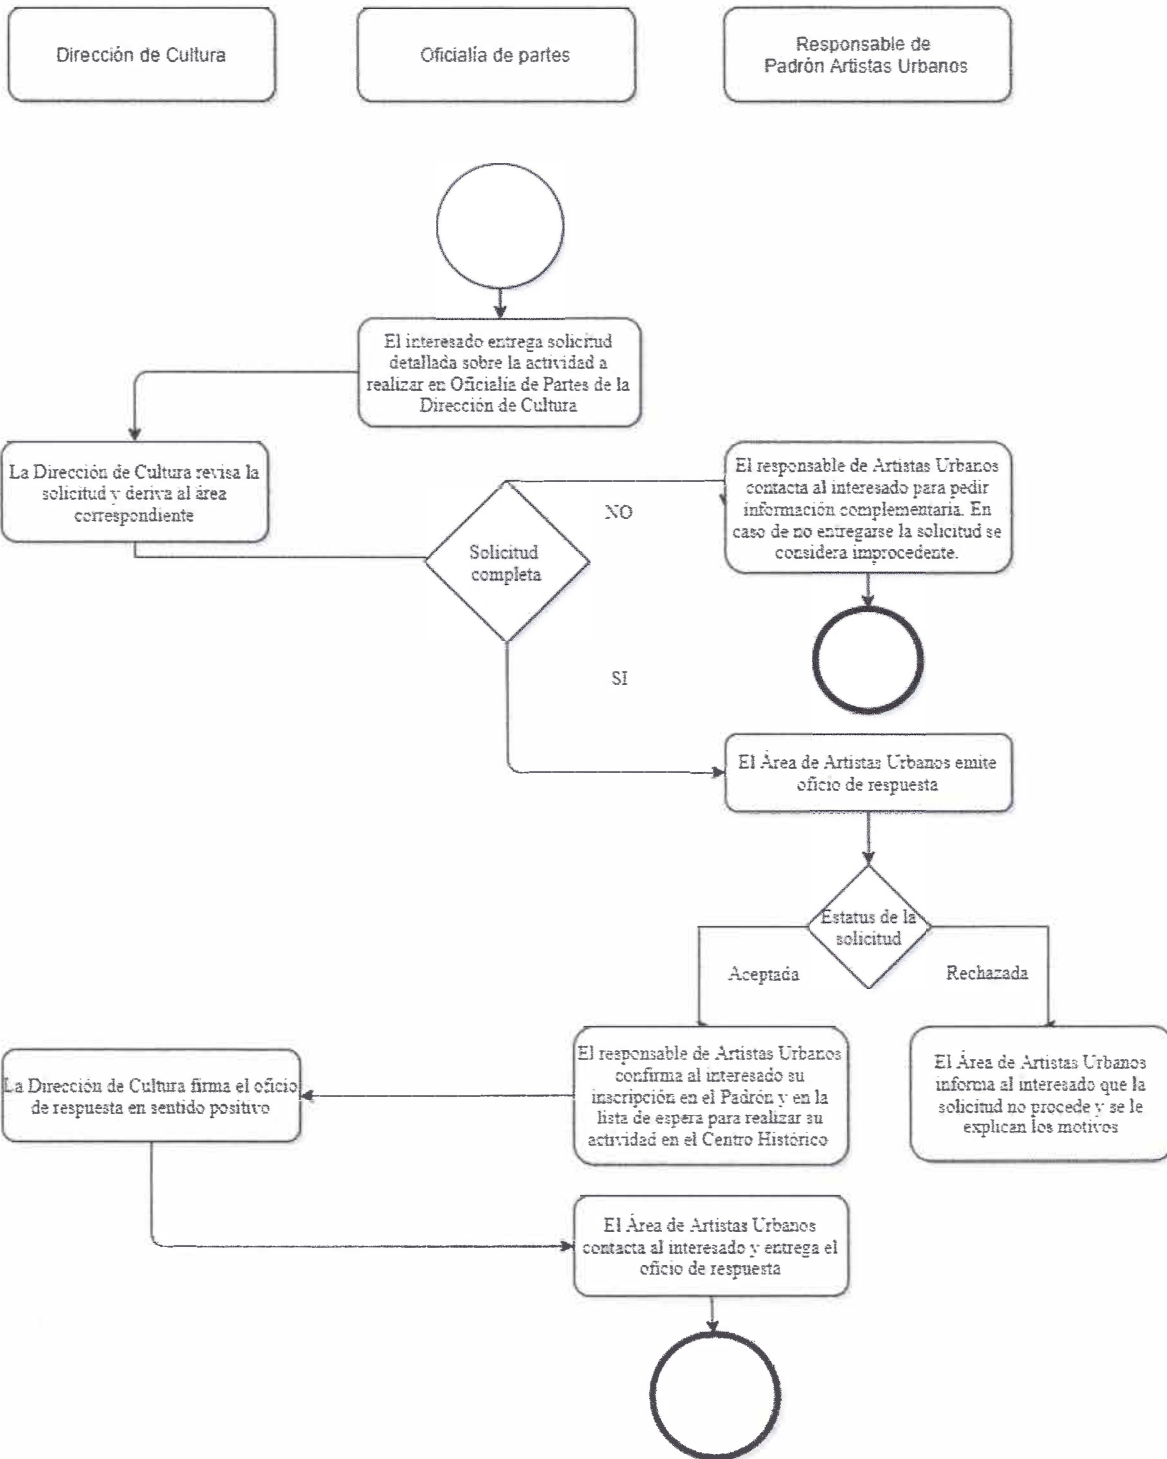 Dirección de Cultura
Oficialía de partes
Responsable de
Padrón Artistas Urbanos
El interesado entrega solicitud
detallada sobre la actividad a
realizar en Oficialía de Partes de la
Dirección de Cultura
La Dirección de Cultura revisa la
solicitud y deriva al área
correspondiente
Solicitud
completa
NO
El responsable de Artistas Urbanos
contacta al interesado para pedir
información complementaria. En
caso de no entregarse la solicitud se
considera improcedente.
SI
El Área de Artistas Urbanos emite
oficio de respuesta
Estatus de la
solicitud
Aceptada
Rechazada
El responsable de Artistas Urbanos
confirma al interesado su
inscripción en el Padrón y en la
lista de espera para realizar su
actividad en el Centro Histórico
El Área de Artistas Urbanos
informa al interesado que la
solicitud no procede y se le
explican los motivos
La Dirección de Cultura firma el oficio
de respuesta en sentido positivo
El Área de Artistas Urbanos
contacta al interesado y entrega el
oficio de respuesta